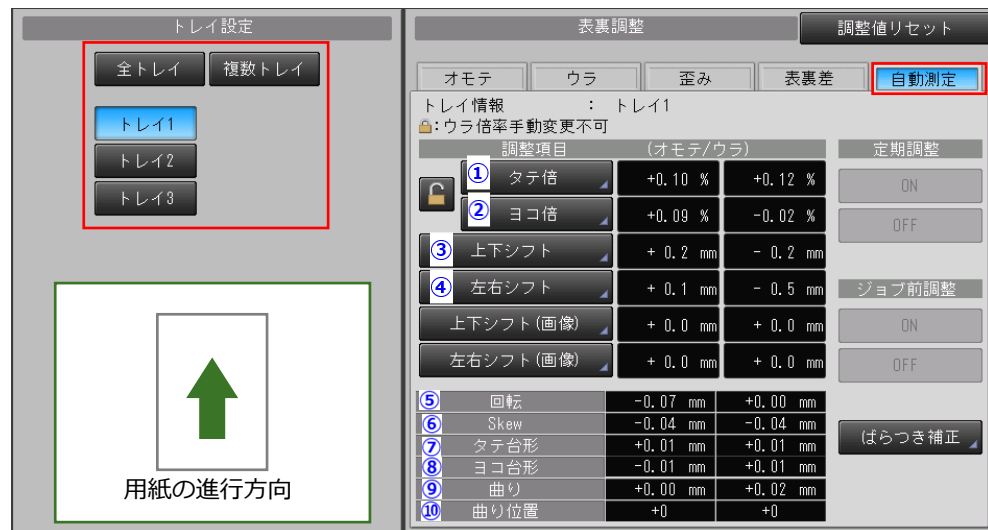 トレイ設定
全トレイ 複数トレイ
トレイ1
トレイ2
トレイ3
用紙の進行方向
表裏調整 調整値リセット
オモテ ウラ 歪み 表裏差 自動測定
トレイ情報 : トレイ1
:ウラ倍率手動変更不可
調整項目 (オモテ/ウラ) 定期調整
① タテ倍 +0.10 % +0.12 % ON
② ヨコ倍 +0.09 % -0.02 % OFF
③ 上下シフト + 0.2 mm - 0.2 mm
④ 左右シフト + 0.1 mm - 0.5 mm ジョブ前調整
上下シフト(画像) + 0.0 mm + 0.0 mm ON
左右シフト(画像) + 0.0 mm + 0.0 mm OFF
⑤ 回転 -0.07 mm +0.00 mm
⑥ Skew -0.04 mm -0.04 mm ばらつき補正
⑦ タテ台形 +0.01 mm +0.01 mm
⑧ ヨコ台形 -0.01 mm +0.01 mm
⑨ 曲り +0.00 mm +0.02 mm
⑩ 曲り位置 +0 +0